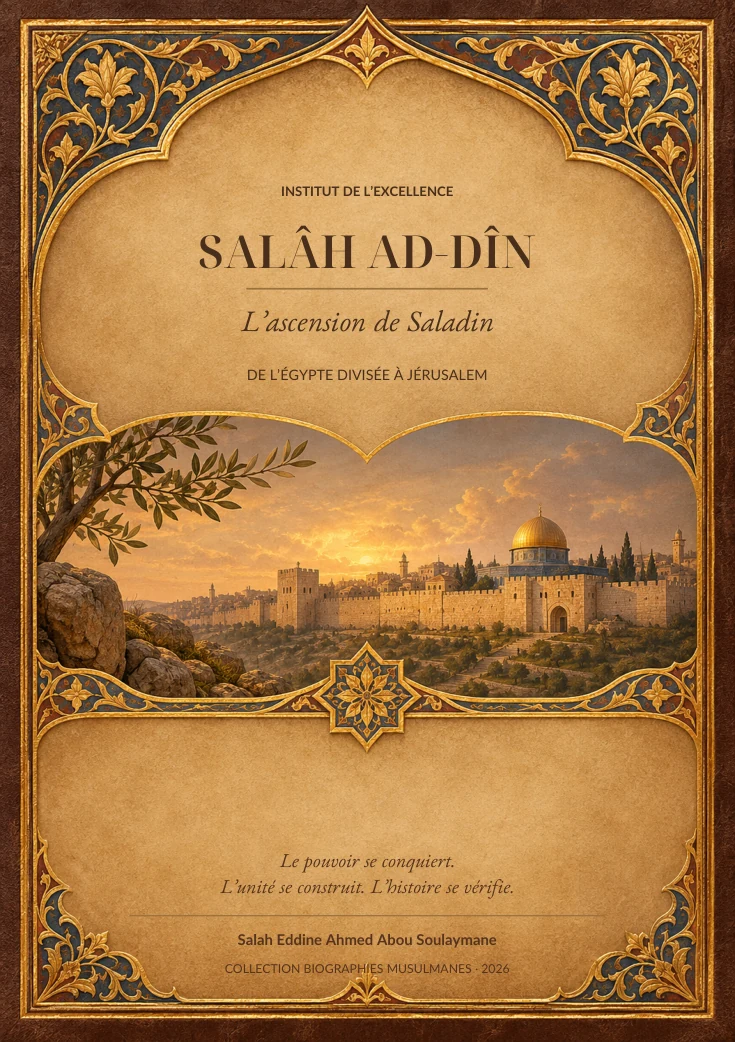 INSTITUT DE L’EXCELLENCE
SALÂH AD-DÎN
L’ascension de Saladin
DE L’ÉGYPTE DIVISÉE À JÉRUSALEM
Le pouvoir se conquiert.
L’unité se construit. L’histoire se vérifie.
Salah Eddine Ahmed Abou Soulaymane
COLLECTION BIOGRAPHIES MUSULMANES · 2026